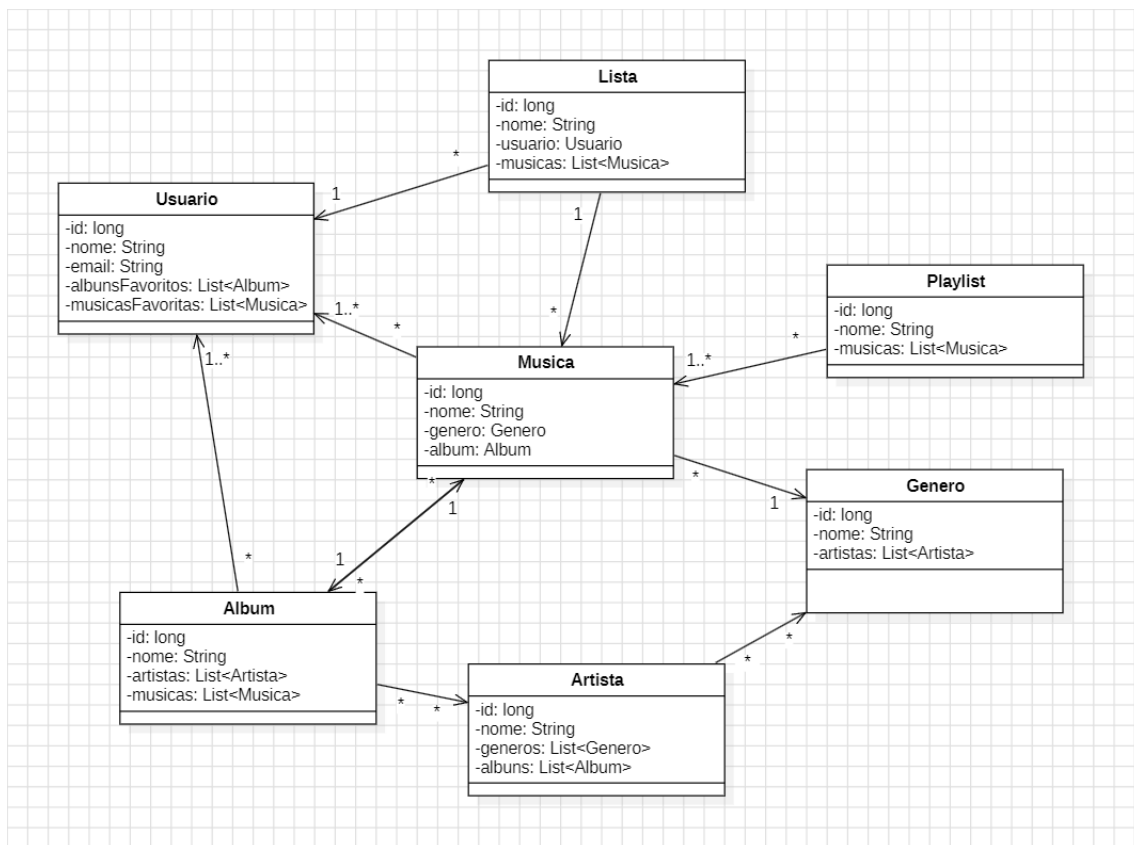 Lista
-id: long
-nome: String
-usuario: Usuario
-musicas: List<Musica>
*
1
1
*
Usuario
-id: long
-nome: String
-email: String
-albunsFavoritos: List<Album>
-musicasFavoritas: List<Musica>
1..*
*
1..*
*
Playlist
-id: long
-nome: String
-musicas: List<Musica>
*
1..*
Musica
-id: long
-nome: String
-genero: Genero
-album: Album
*
1
*
1
1
*
Genero
-id: long
-nome: String
-artistas: List<Artista>
Album
-id: long
-nome: String
-artistas: List<Artista>
-musicas: List<Musica>
*
*
*
*
Artista
-id: long
-nome: String
-generos: List<Genero>
-albuns: List<Album>